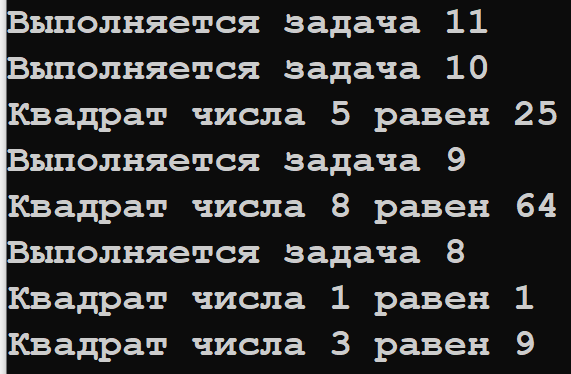 Выполняется задача 11
Выполняется задача 10
Квадрат числа 5 равен 25
Выполняется задача 9
Квадрат числа 8 равен 64
Выполняется задача 8
Квадрат числа 1 равен 1
Квадрат числа 3 равен 9